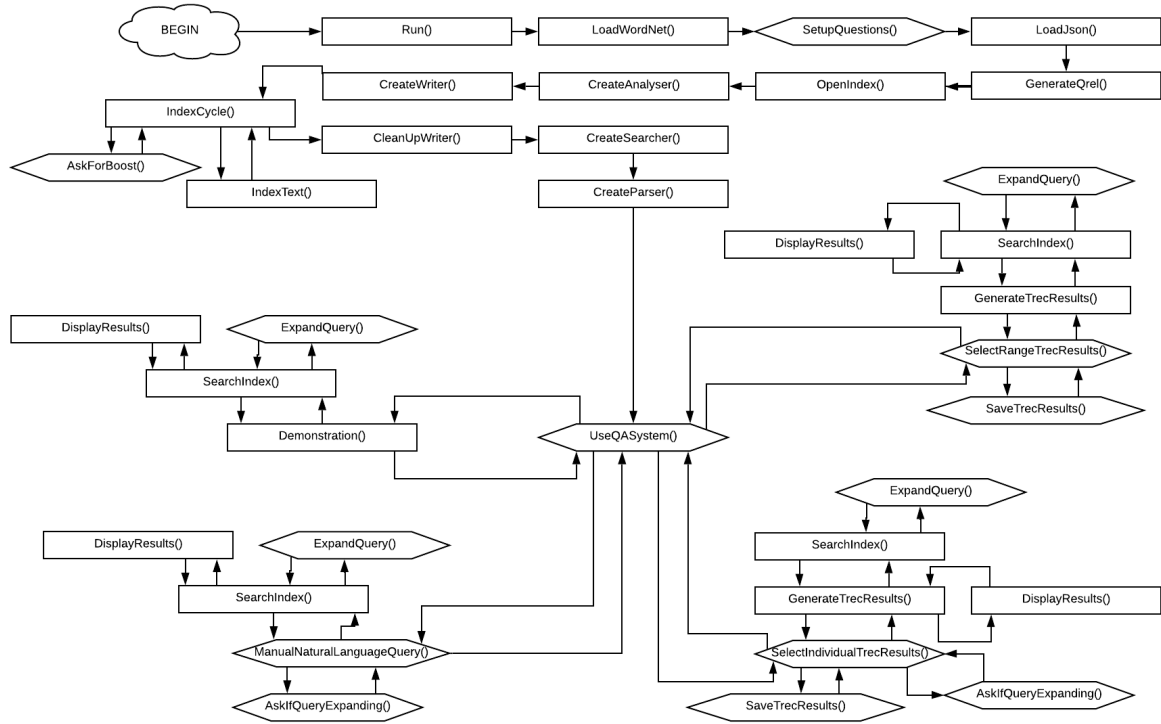 BEGIN
Run()
LoadWordNet()
SetupQuestions()
LoadJson()
CreateWriter()
CreateAnalyser()
OpenIndex()
GenerateQrel()
IndexCycle()
CleanUpWriter()
CreateSearcher()
AskForBoost()
IndexText()
CreateParser()
ExpandQuery()
DisplayResults()
SearchIndex()
GenerateTrecResults()
SelectRangeTrecResults()
SaveTrecResults()
DisplayResults()
ExpandQuery()
SearchIndex()
Demonstration()
UseQASystem()
ExpandQuery()
SearchIndex()
GenerateTrecResults()
DisplayResults()
SelectIndividualTrecResults()
AskIfQueryExpanding()
SaveTrecResults()
DisplayResults()
ExpandQuery()
SearchIndex()
ManualNaturalLanguageQuery()
AskIfQueryExpanding()